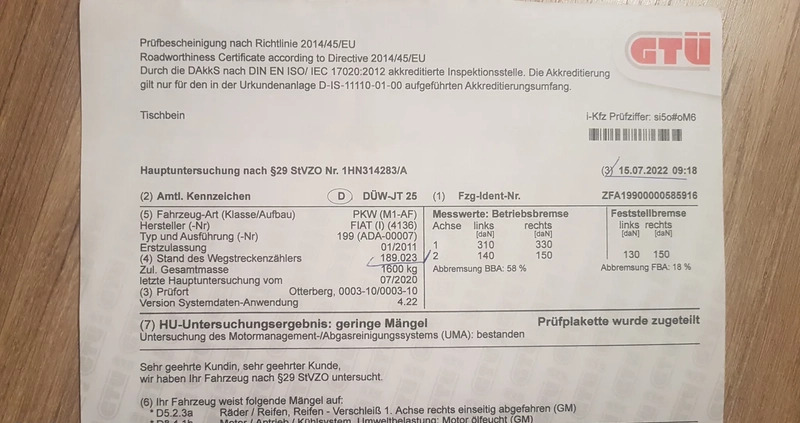 GTÜ
Prüfbescheinigung nach Richtlinie 2014/45/EU
Roadworthiness Certificate according to Directive 2014/45/EU
Durch die DAkkS nach DIN EN ISO/ IEC 17020:2012 akkreditierte Inspektionsstelle. Die Akkreditierung
gilt nur für den in der Urkundenanlage D-IS-11110-01-00 aufgeführten Akkreditierungsumfang.
Tischbein
i-Kfz Prüfziffer: si5o#oM6
Hauptuntersuchung nach §29 StVZO Nr. 1HN314283/A (3) 15.07.2022 09:18
(2) Amtl. Kennzeichen D DÜW-JT 25 (1) Fzg-Ident-Nr. ZFA19900000585916
(5) Fahrzeug-Art (Klasse/Aufbau) PKW (M1-AF) Messwerte: Betriebsbremse Feststellbremse
Hersteller (-Nr) FIAT (I) (4136) Achse links rechts links rechts
Typ und Ausführung (-Nr) 199 (ADA-00007) [daN] [daN] [daN] [daN]
Erstzulassung 01/2011 1 310 330
(4) Stand des Wegstreckenzählers 189.023 2 140 150 130 150
Zul. Gesamtmasse 1600 kg Abbremsung BBA: 58 % Abbremsung FBA: 18 %
letzte Hauptuntersuchung vom 07/2020
(3) Prüfort Otterberg, 0003-10/0003-10
Version Systemdaten-Anwendung 4.22
(7) HU-Untersuchungsergebnis: geringe Mängel Prüfplakette wurde zugeteilt
Untersuchung des Motormanagement-/Abgasreinigungssystems (UMA): bestanden
Sehr geehrte Kundin, sehr geehrter Kunde,
wir haben Ihr Fahrzeug nach §29 StVZO untersucht.
(6) Ihr Fahrzeug weist folgende Mängel auf:
* D5.2.3a Räder / Reifen, Reifen - Verschleiß 1. Achse rechts einseitig abgefahren (GM)
Motor / Antrieb / Kühlsystem, Umweltbelastung: Motor ölfeucht (GM)